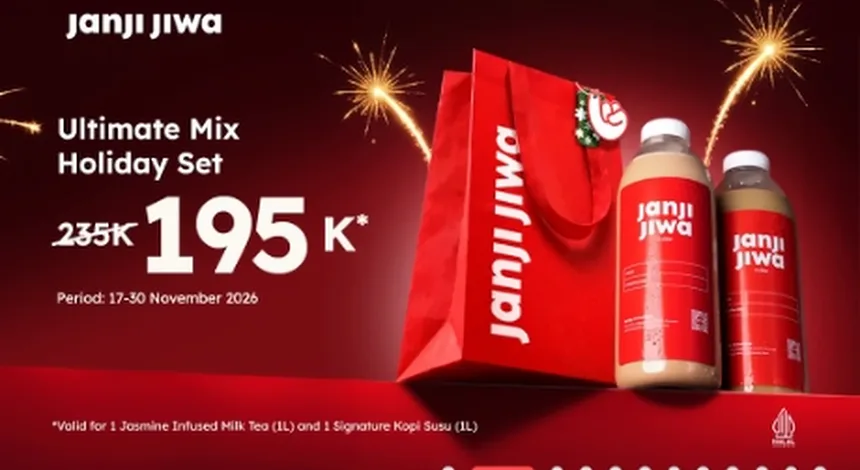 Janji Jiwa
Ultimate Mix
Holiday Set
235K 195 K*
Period: 17-30 November 2026
janji jiwa
janji
jiwa
janji
jiwa
*Valid for 1 Jasmine Infused Milk Tea (1L) and 1 Signature Kopi Susu (1L)
HALAL